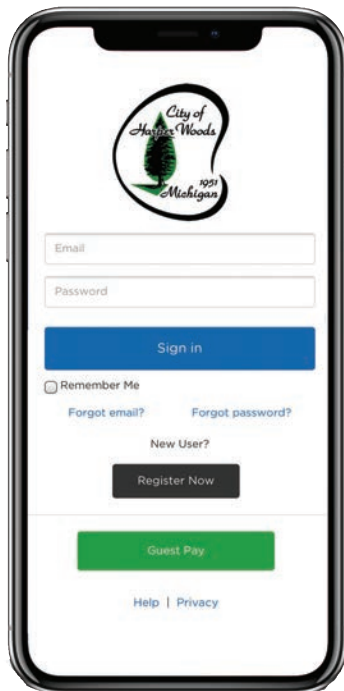 City of
Harper Woods
1951
Michigan
Email
Password
Sign in
Remember Me
Forgot email? Forgot password?
New User?
Register Now
Guest Pay
Help | Privacy